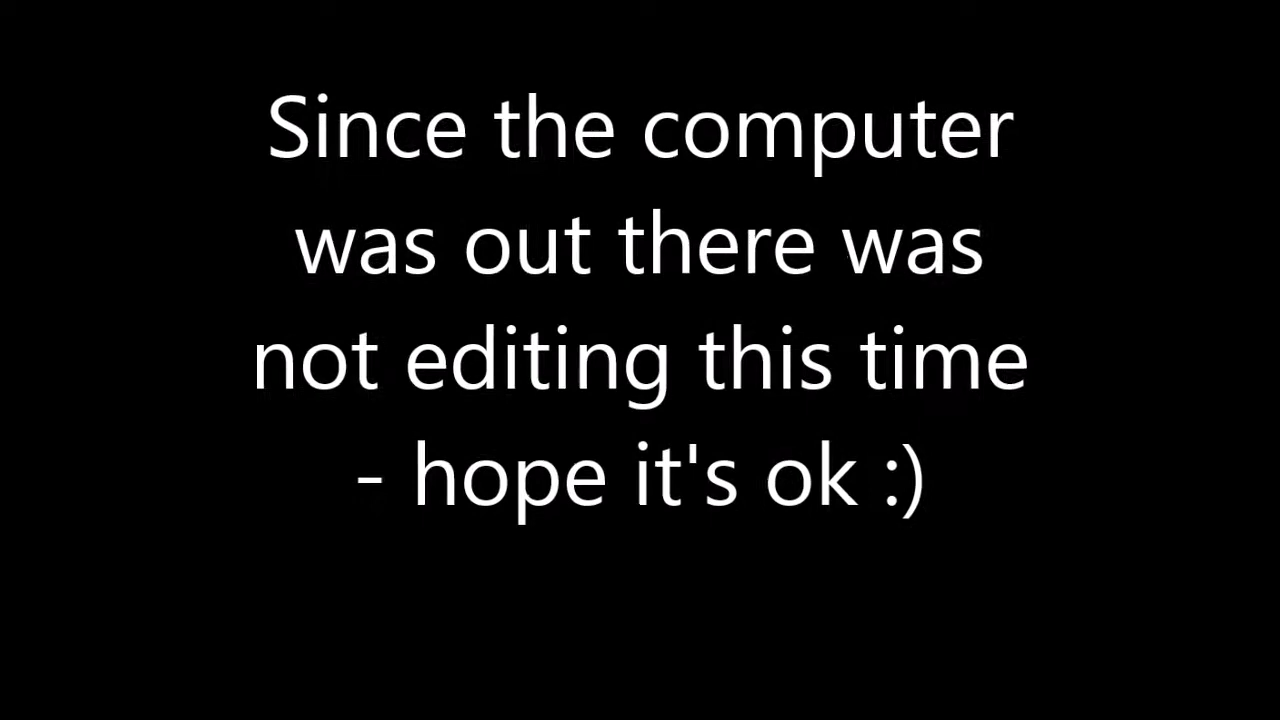 Since the computer
was out there was
not editing this time
- hope it's ok :)